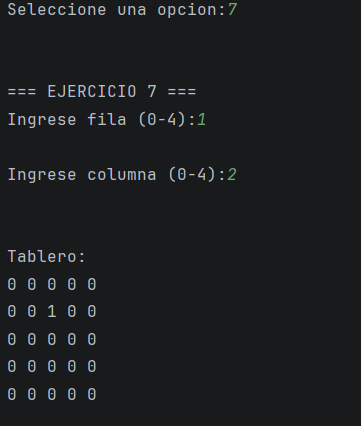 Seleccione una opcion:7
=== EJERCICIO 7 ===
Ingrese fila (0-4):1
Ingrese columna (0-4):2
Tablero:
0 0 0 0 0
0 0 1 0 0
0 0 0 0 0
0 0 0 0 0
0 0 0 0 0